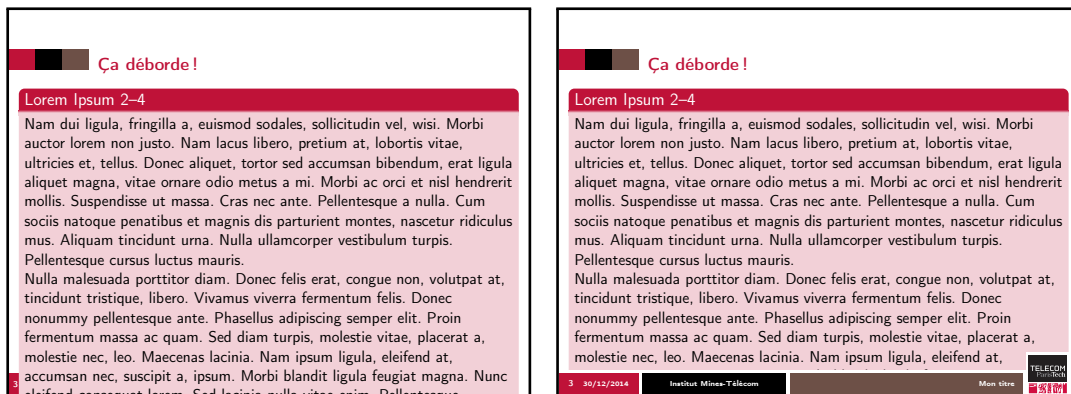 Ça déborde !
Lorem Ipsum 2–4
Nam dui ligula, fringilla a, euismod sodales, sollicitudin vel, wisi. Morbi
auctor lorem non justo. Nam lacus libero, pretium at, lobortis vitae,
ultricies et, tellus. Donec aliquet, tortor sed accumsan bibendum, erat ligula
aliquet magna, vitae ornare odio metus a mi. Morbi ac orci et nisl hendrerit
mollis. Suspendisse ut massa. Cras nec ante. Pellentesque a nulla. Cum
sociis natoque penatibus et magnis dis parturient montes, nascetur ridiculus
mus. Aliquam tincidunt urna. Nulla ullamcorper vestibulum turpis.
Pellentesque cursus luctus mauris.
Nulla malesuada porttitor diam. Donec felis erat, congue non, volutpat at,
tincidunt tristique, libero. Vivamus viverra fermentum felis. Donec
nonummy pellentesque ante. Phasellus adipiscing semper elit. Proin
fermentum massa ac quam. Sed diam turpis, molestie vitae, placerat a,
molestie nec, leo. Maecenas lacinia. Nam ipsum ligula, eleifend at,
3 accumsan nec, suscipit a, ipsum. Morbi blandit ligula feugiat magna. Nunc
eleifend consequat lorem. Sed lacinia nulla vitae enim. Pellentesque
Ça déborde !
Lorem Ipsum 2–4
Nam dui ligula, fringilla a, euismod sodales, sollicitudin vel, wisi. Morbi
auctor lorem non justo. Nam lacus libero, pretium at, lobortis vitae,
ultricies et, tellus. Donec aliquet, tortor sed accumsan bibendum, erat ligula
aliquet magna, vitae ornare odio metus a mi. Morbi ac orci et nisl hendrerit
mollis. Suspendisse ut massa. Cras nec ante. Pellentesque a nulla. Cum
sociis natoque penatibus et magnis dis parturient montes, nascetur ridiculus
mus. Aliquam tincidunt urna. Nulla ullamcorper vestibulum turpis.
Pellentesque cursus luctus mauris.
Nulla malesuada porttitor diam. Donec felis erat, congue non, volutpat at,
tincidunt tristique, libero. Vivamus viverra fermentum felis. Donec
nonummy pellentesque ante. Phasellus adipiscing semper elit. Proin
fermentum massa ac quam. Sed diam turpis, molestie vitae, placerat a,
molestie nec, leo. Maecenas lacinia. Nam ipsum ligula, eleifend at,
3 30/12/2014 Institut Mines-Télécom Mon titre
TELECOM
ParisTech